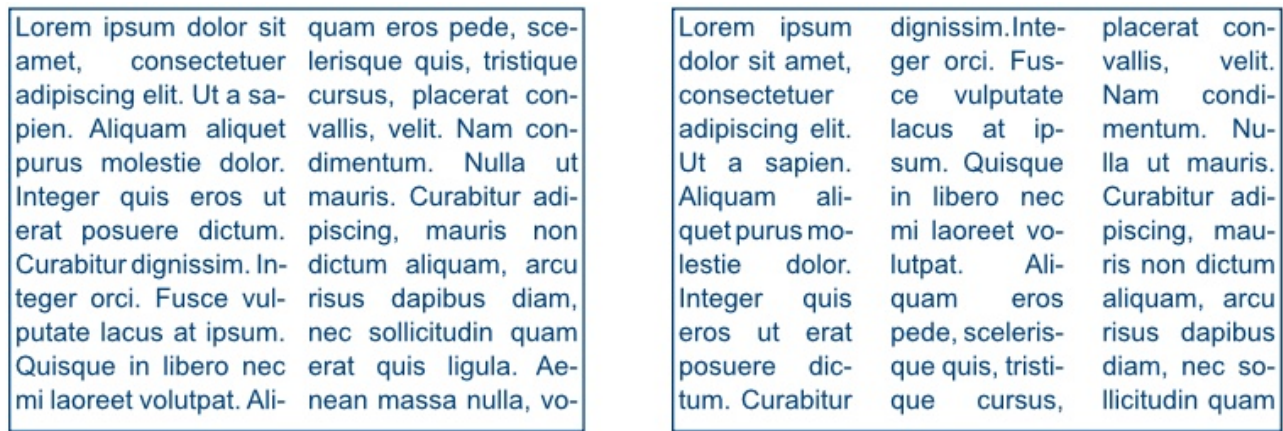 Lorem ipsum dolor sit
amet, consectetuer
adipiscing elit. Ut a sa-
pien. Aliquam aliquet
purus molestie dolor.
Integer quis eros ut
erat posuere dictum.
Curabitur dignissim. In-
teger orci. Fusce vul-
putate lacus at ipsum.
Quisque in libero nec
mi laoreet volutpat. Ali-
quam eros pede, sce-
lerisque quis, tristique
cursus, placerat con-
vallis, velit. Nam con-
dimentum. Nulla ut
mauris. Curabitur adi-
piscing, mauris non
dictum aliquam, arcu
risus dapibus diam,
nec sollicitudin quam
erat quis ligula. Ae-
nean massa nulla, vo-
Lorem ipsum
dolor sit amet,
consectetuer
adipiscing elit.
Ut a sapien.
Aliquam ali-
quet purus mo-
lestie dolor.
Integer quis
eros ut erat
posuere dic-
tum. Curabitur
dignissim.Inte-
ger orci. Fus-
ce vulputate
lacus at ip-
sum. Quisque
in libero nec
mi laoreet vo-
lutpat. Ali-
quam eros
pede, sceleris-
que quis, tristi-
que cursus,
placerat con-
vallis, velit.
Nam condi-
mentum. Nu-
lla ut mauris.
Curabitur adi-
piscing, mau-
ris non dictum
aliquam, arcu
risus dapibus
diam, nec so-
llicitudin quam